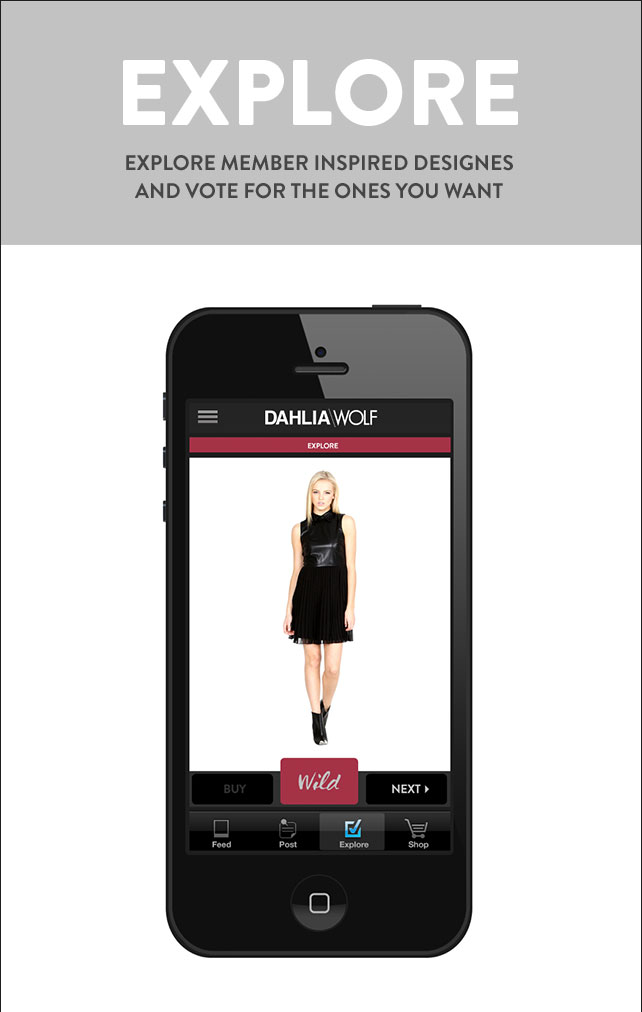 EXPLORE
EXPLORE MEMBER INSPIRED DESIGNES
AND VOTE FOR THE ONES YOU WANT
DAHLIA\WOLF
EXPLORE
BUY
Wild
NEXT
Feed
Post
Explore
Shop